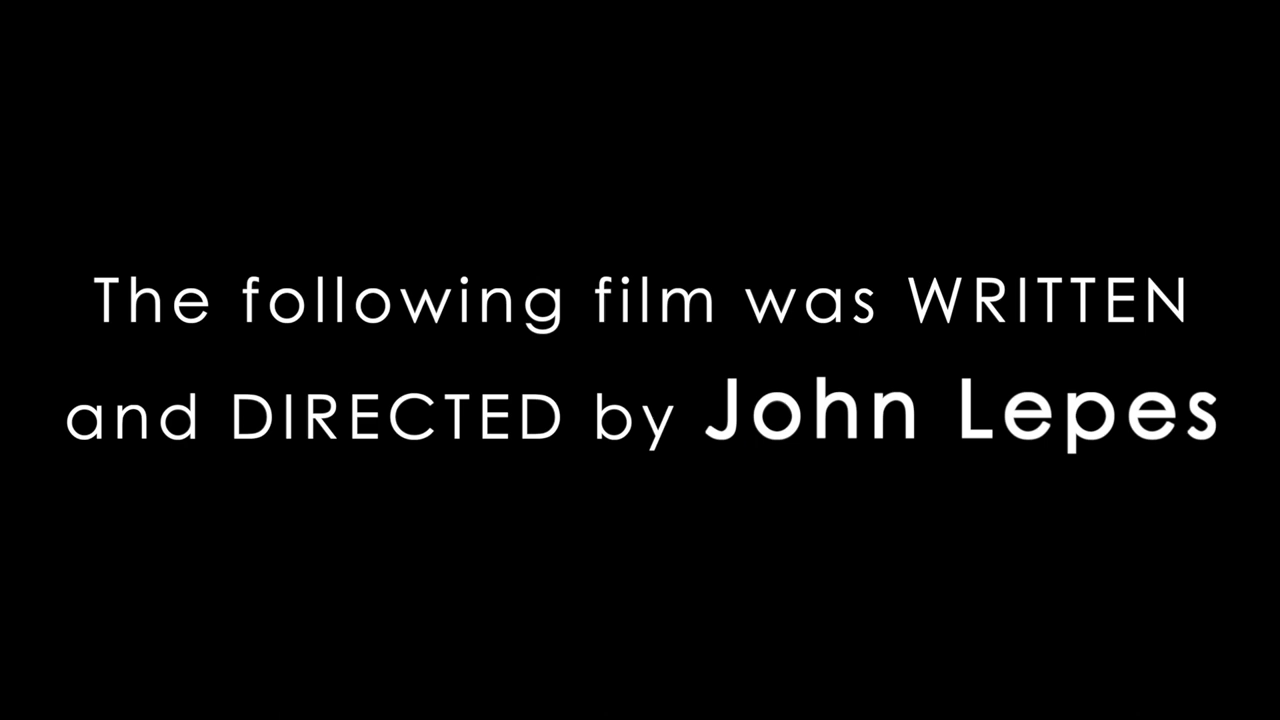 The following film was WRITTEN
and DIRECTED by John Lepes